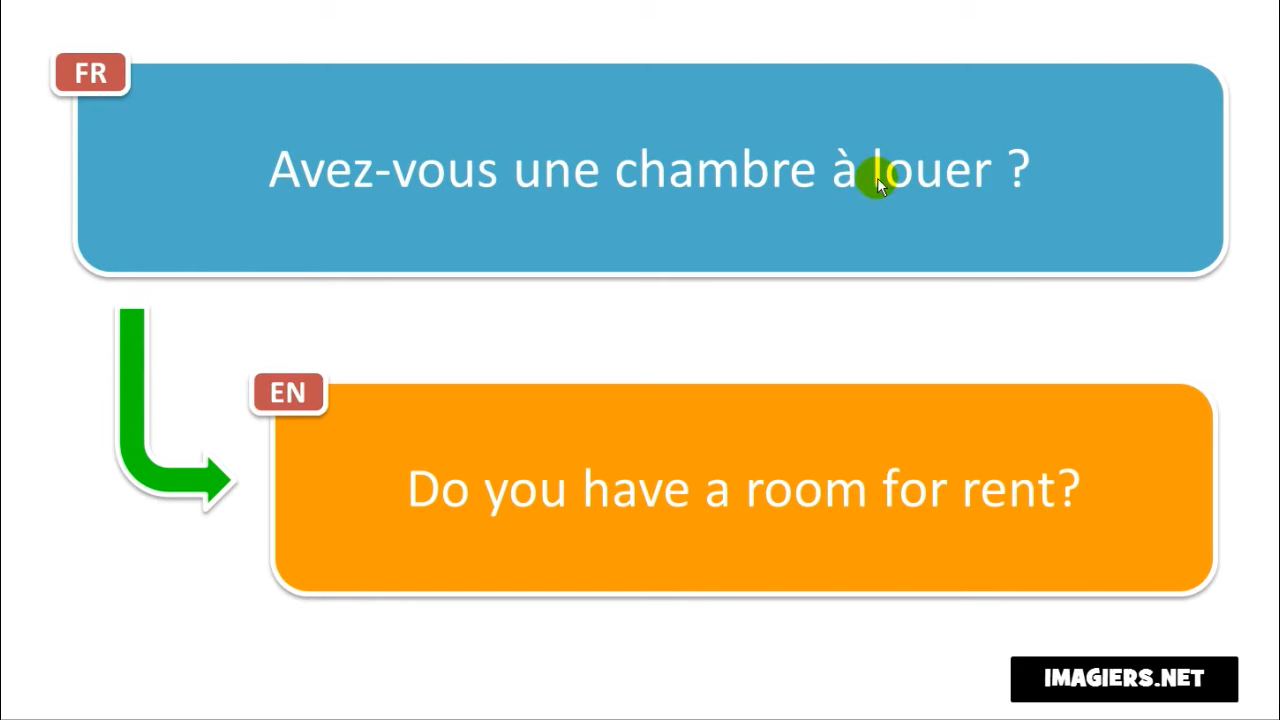 FR
Avez-vous une chambre à louer ?
EN
Do you have a room for rent?
IMAGIERS.NET